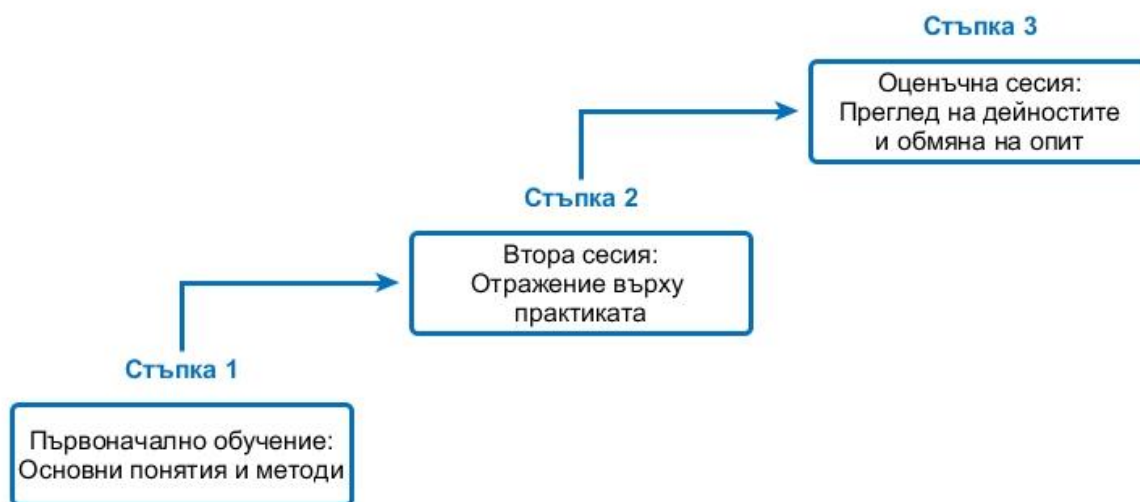 Стъпка 3
Оценъчна сесия:
Преглед на дейностите
и обмяна на опит
Стъпка 2
Втора сесия:
Отражение върху
практиката
Стъпка 1
Първоначално обучение:
Основни понятия и методи